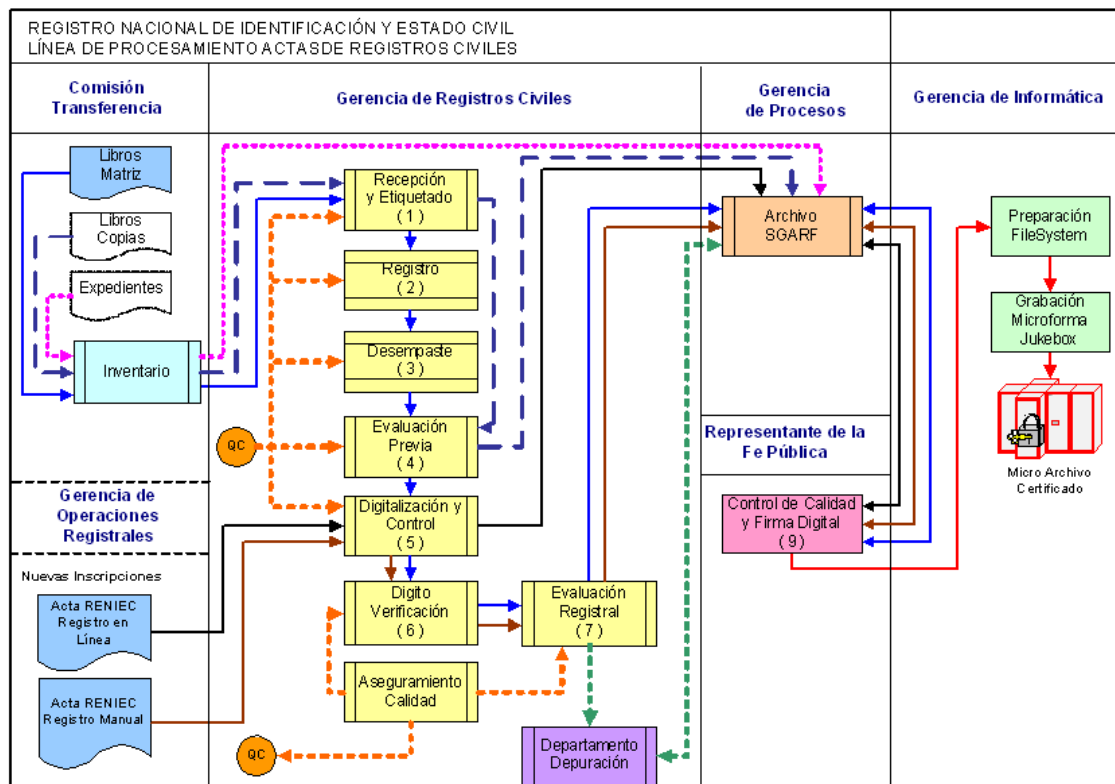 REGISTRO NACIONAL DE IDENTIFICACIÓN Y ESTADO CIVIL
LÍNEA DE PROCESAMIENTO ACTAS DE REGISTROS CIVILES
Comisión
Transferencia
Gerencia de Registros Civiles
Gerencia
de Procesos
Gerencia de Informática
Libros
Matriz
Libros
Copias
Expedientes
Inventario
Recepción
y Etiquetado
( 1 )
Registro
( 2 )
Desempaste
( 3 )
QC
Evaluación
Previa
( 4 )
Digitalización y
Control
( 5 )
Digito
Verificación
( 6 )
Evaluación
Registral
( 7 )
Aseguramiento
Calidad
QC
Departamento
Depuración
Archivo
SGARF
Representante de la
Fe Pública
Control de Calidad
y Firma Digital
( 9 )
Preparación
FileSystem
Grabación
Microforma
Jukebox
Micro Archivo
Certificado
Gerencia de
Operaciones
Registrales
Nuevas Inscripciones
Acta RENIEC
Registro en
Línea
Acta RENIEC
Registro Manual